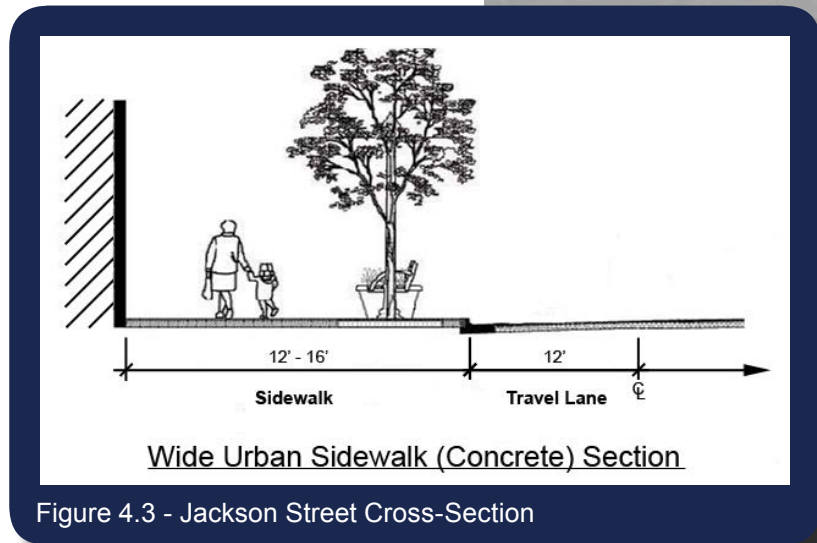 12' - 16'
12'
Sidewalk
Travel Lane
℄
Wide Urban Sidewalk (Concrete) Section
Figure 4.3 - Jackson Street Cross-Section